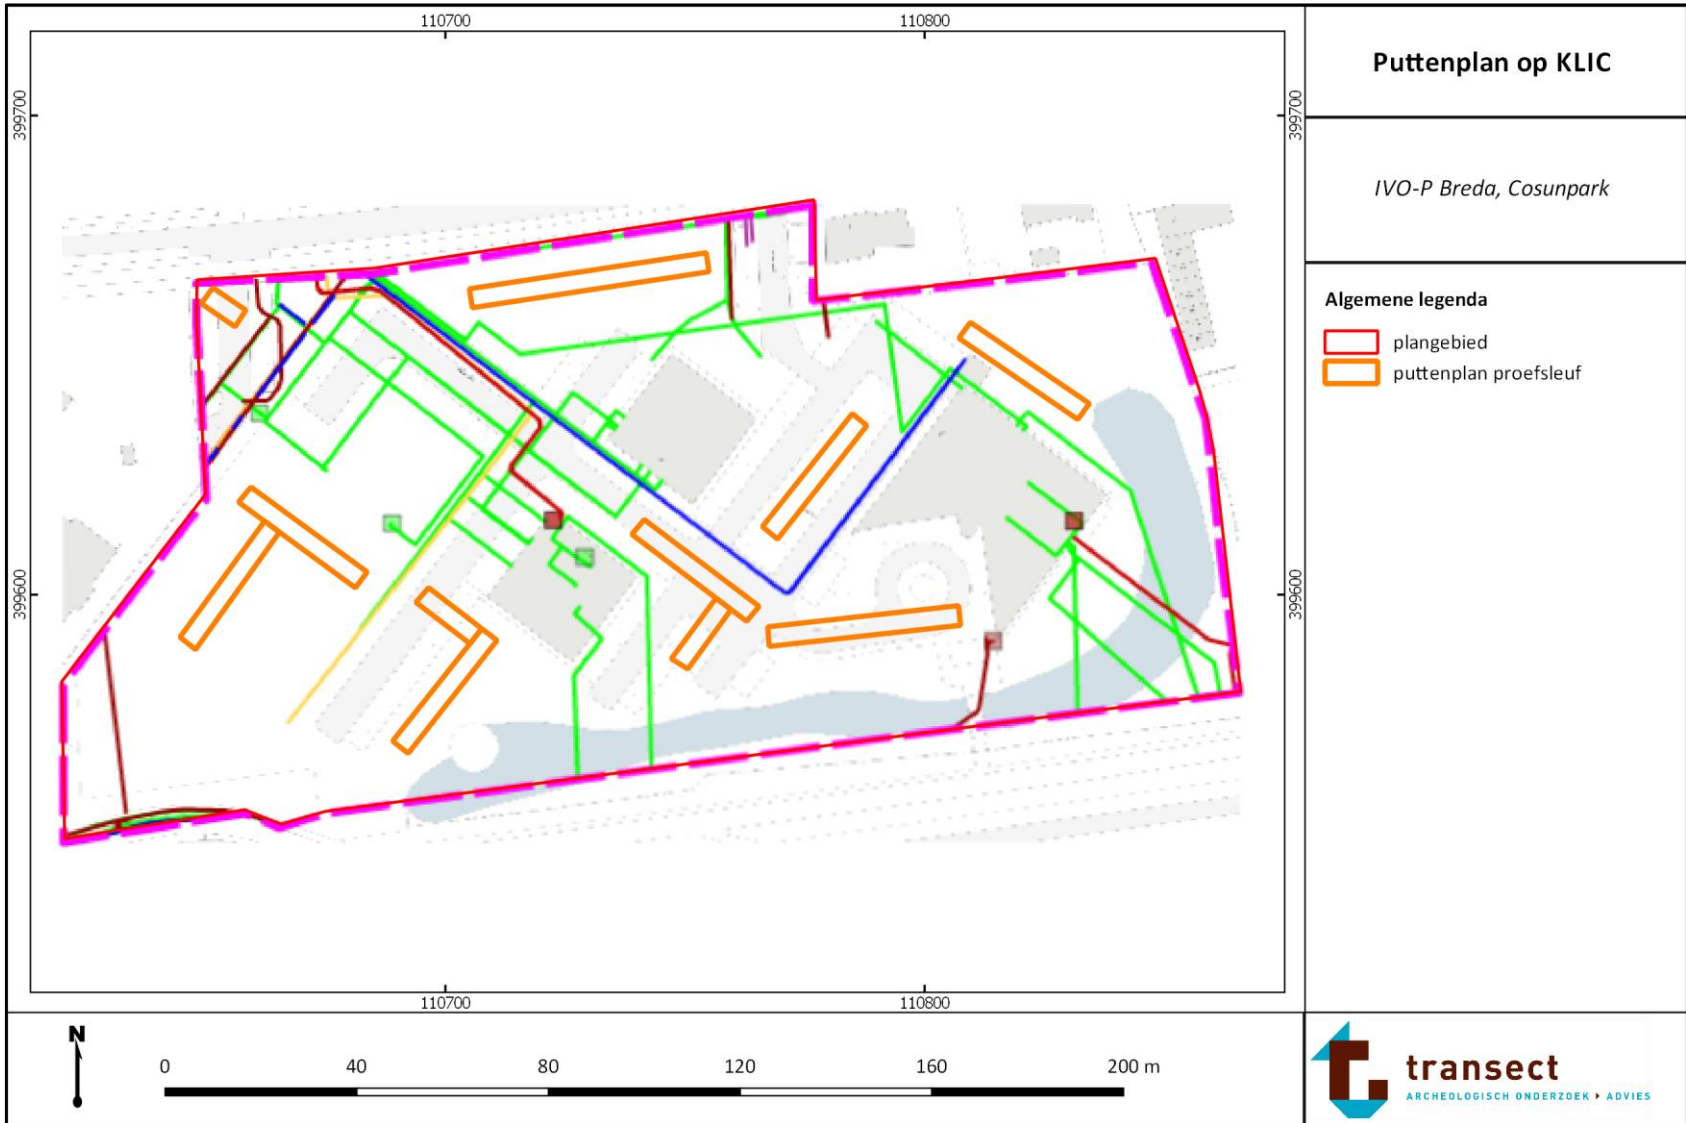 110700
110800
399700
399700
399600
399600
110700
110800
Puttenplan op KLIC
IVO-P Breda, Cosunpark
Algemene legenda
plangebied
puttenplan proefsleuf
N
0 40 80 120 160 200 m
transect
ARCHEOLOGISCH ONDERZOEK ▸ ADVIES